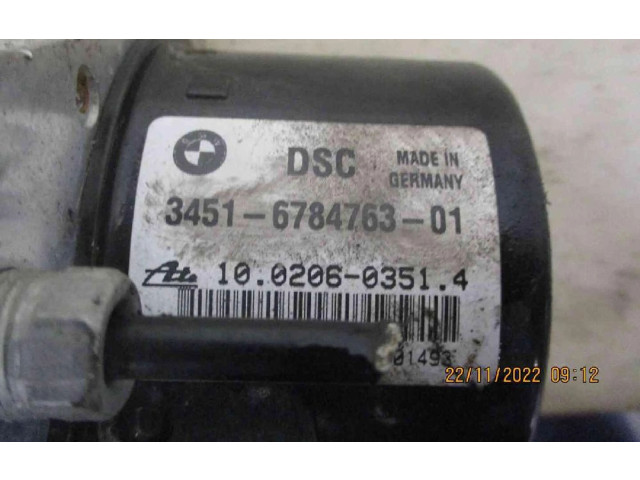 DSC MADE IN
GERMANY
3451-6784763-01
Ate 10.0206-0351.4
01493
22/11/2022 09:12